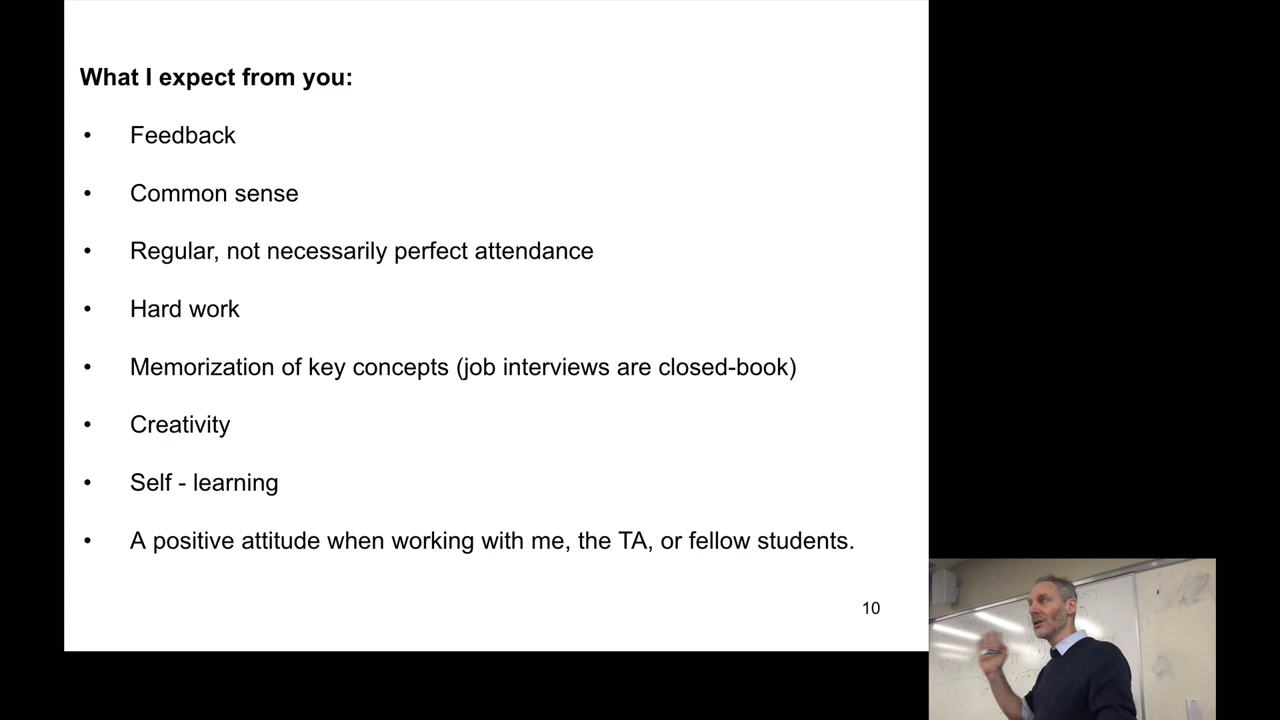 What I expect from you:
• Feedback
• Common sense
• Regular, not necessarily perfect attendance
• Hard work
• Memorization of key concepts (job interviews are closed-book)
• Creativity
• Self - learning
• A positive attitude when working with me, the TA, or fellow students.
10